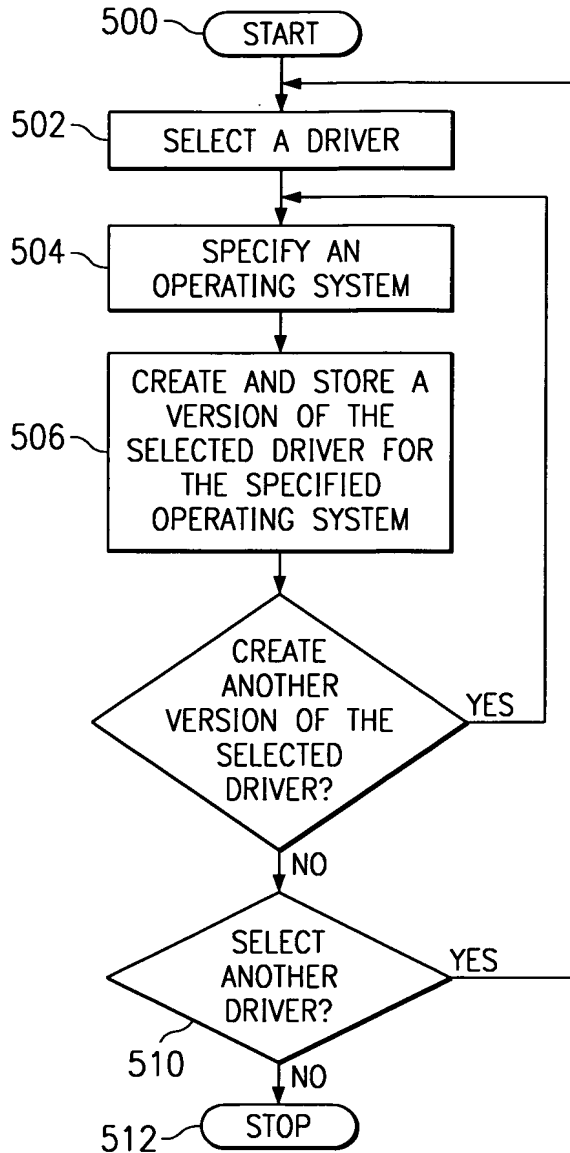 500
START
502
SELECT A DRIVER
504
SPECIFY AN
OPERATING SYSTEM
506
CREATE AND STORE A
VERSION OF THE
SELECTED DRIVER FOR
THE SPECIFIED
OPERATING SYSTEM
CREATE
ANOTHER
VERSION OF THE
SELECTED
DRIVER?
YES
NO
SELECT
ANOTHER
DRIVER?
YES
510
NO
512
STOP